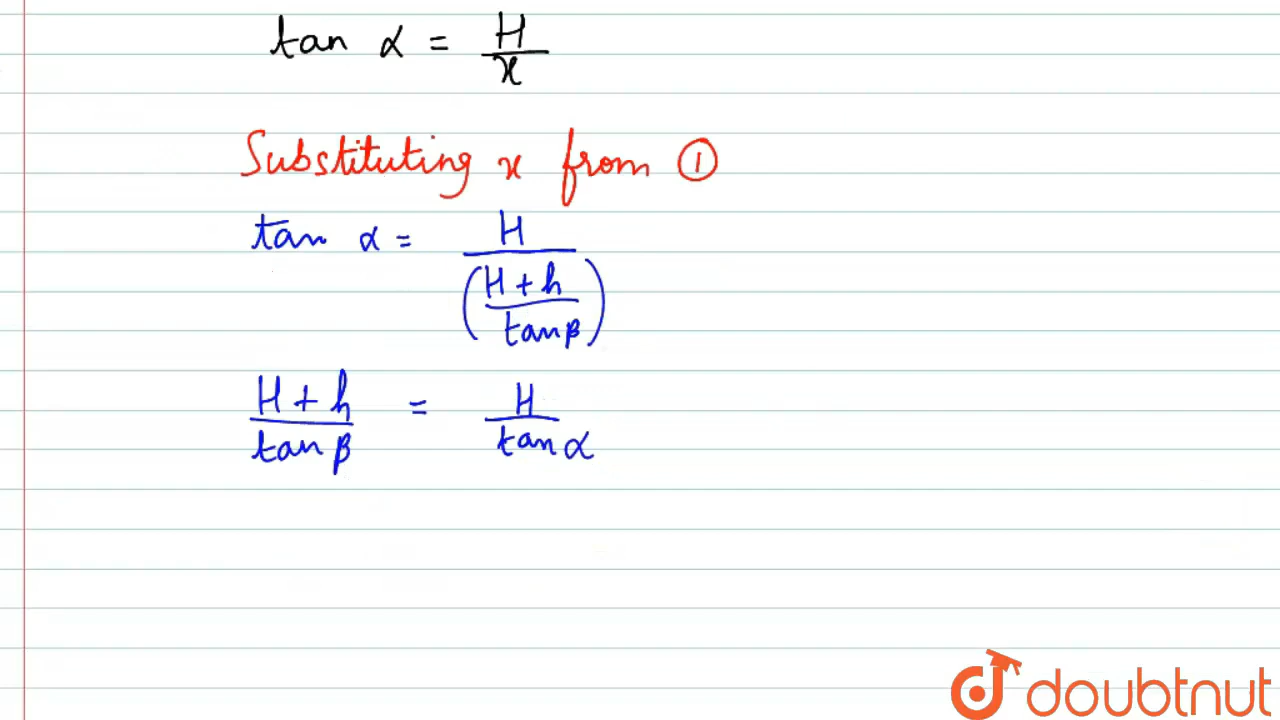 tan α = H/x
Substituting x from ①
tan α = H/((H+h)/tan β)
(H+h)/tan β = H/tan α
doubtnut